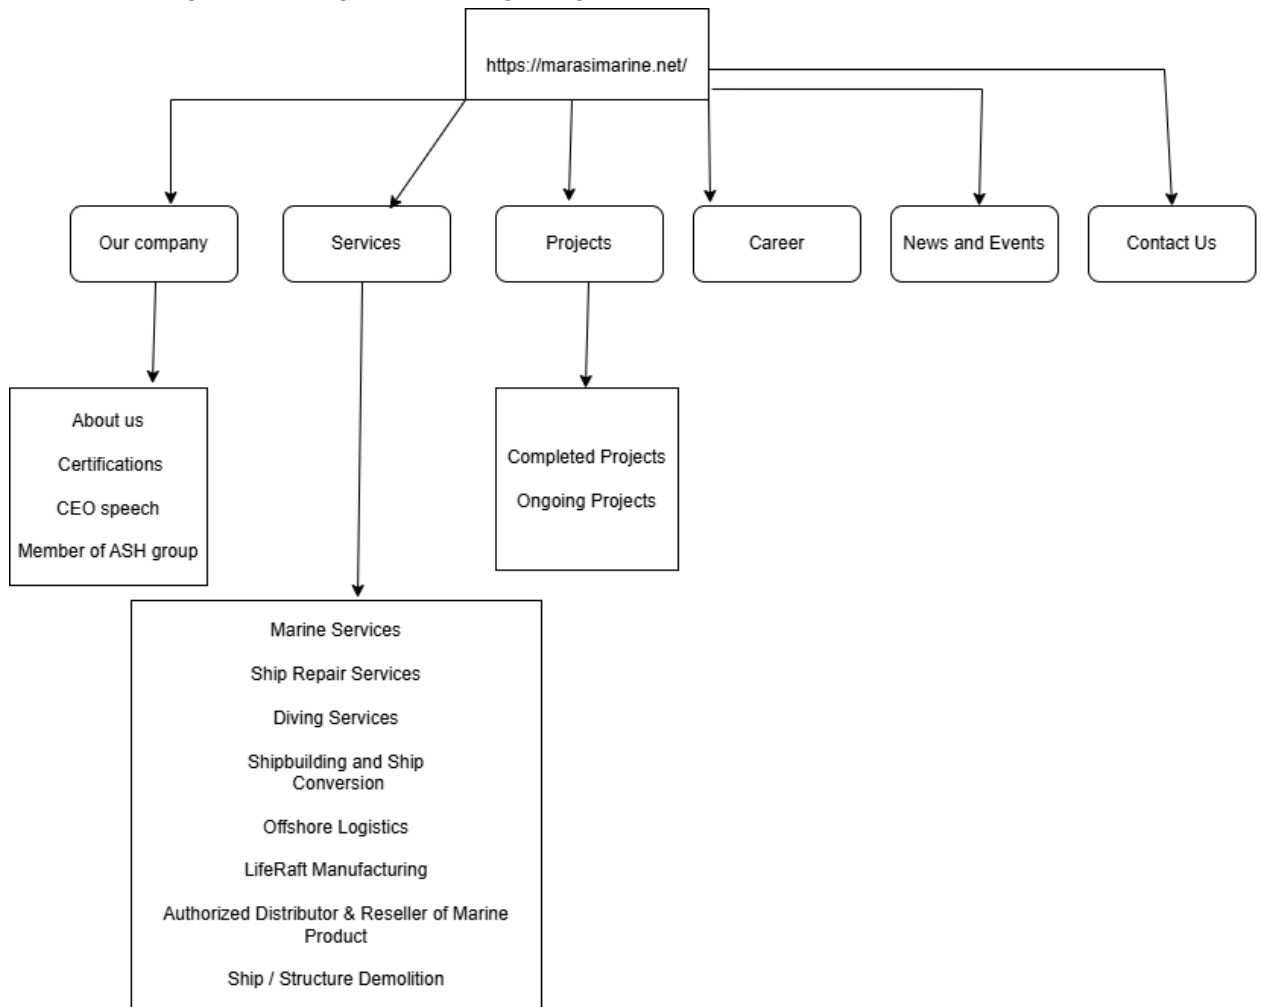 https://marasimarine.net/
Our company
Services
Projects
Career
News and Events
Contact Us
About us
Certifications
CEO speech
Member of ASH group
Completed Projects
Ongoing Projects
Marine Services
Ship Repair Services
Diving Services
Shipbuilding and Ship
Conversion
Offshore Logistics
LifeRaft Manufacturing
Authorized Distributor & Reseller of Marine
Product
Ship / Structure Demolition